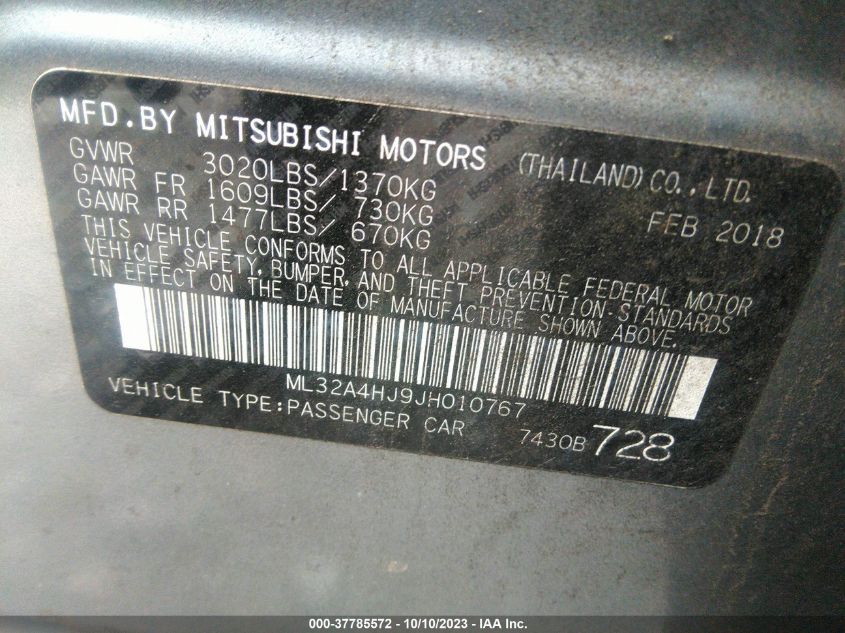 MFD.BY MITSUBISHI MOTORS (THAILAND) CO.,LTD.
GVWR 3020LBS/1370KG FEB 2018
GAWR FR 1609LBS/ 730KG
GAWR RR 1477LBS/ 670KG
THIS VEHICLE CONFORMS TO ALL APPLICABLE FEDERAL MOTOR
VEHICLE SAFETY, BUMPER, AND THEFT PREVENTION STANDARDS
IN EFFECT ON THE DATE OF MANUFACTURE SHOWN ABOVE.
ML32A4HJ9JH010767
VEHICLE TYPE:PASSENGER CAR 7430B 728
000-37785572 - 10/10/2023 - IAA Inc.